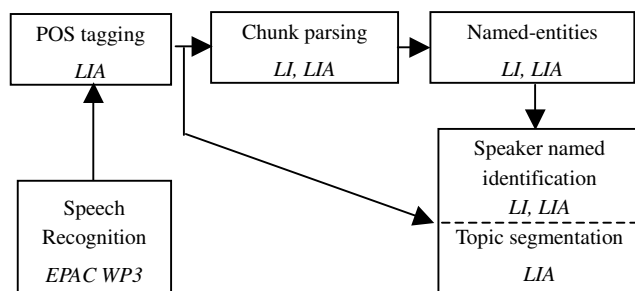 POS tagging
LIA
Chunk parsing
LI, LIA
Named-entities
LI, LIA
Speech
Recognition
EPAC WP3
Speaker named
identification
LI, LIA
Topic segmentation
LIA